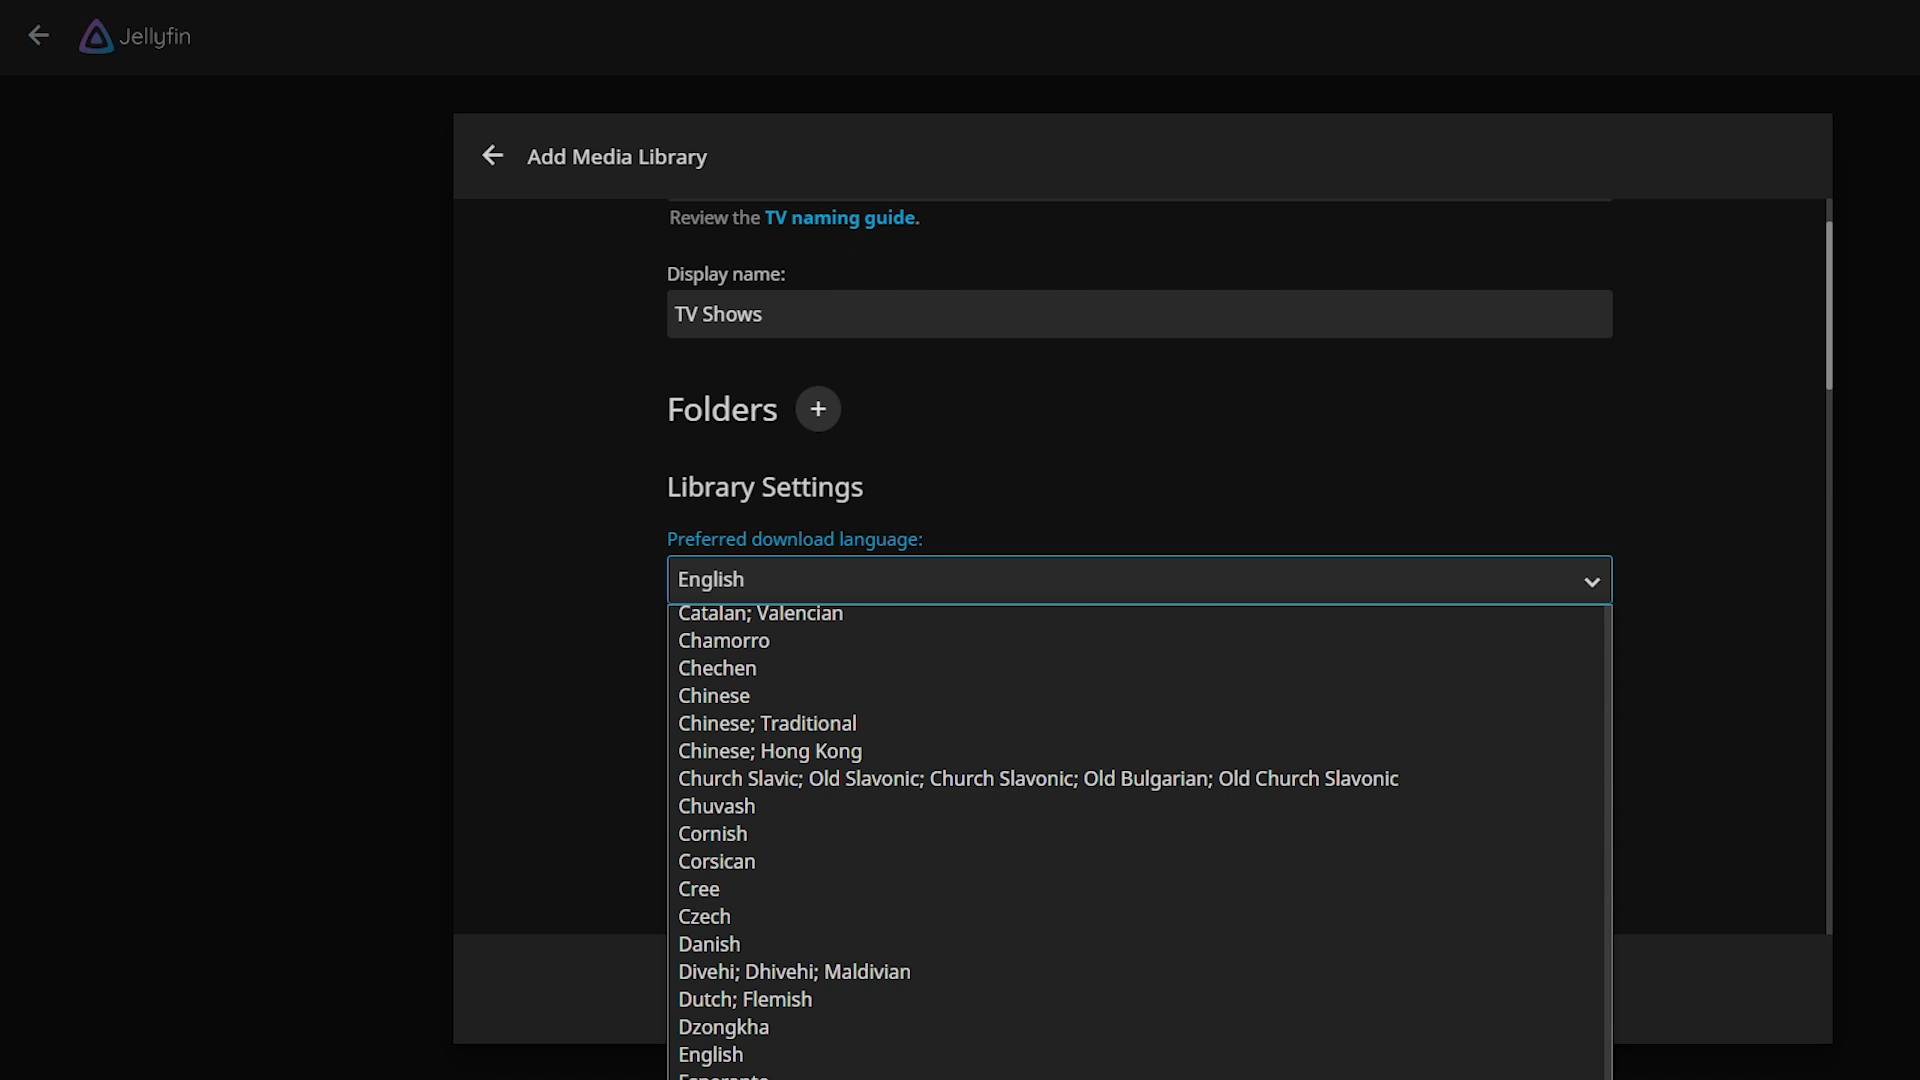 Jellyfin
Add Media Library
Review the TV naming guide.
Display name:
TV Shows
Folders +
Library Settings
Preferred download language:
English
Catalan; Valencian
Chamorro
Chechen
Chinese
Chinese; Traditional
Chinese; Hong Kong
Church Slavic; Old Slavonic; Church Slavonic; Old Bulgarian; Old Church Slavonic
Chuvash
Cornish
Corsican
Cree
Czech
Danish
Divehi; Dhivehi; Maldivian
Dutch; Flemish
Dzongkha
English